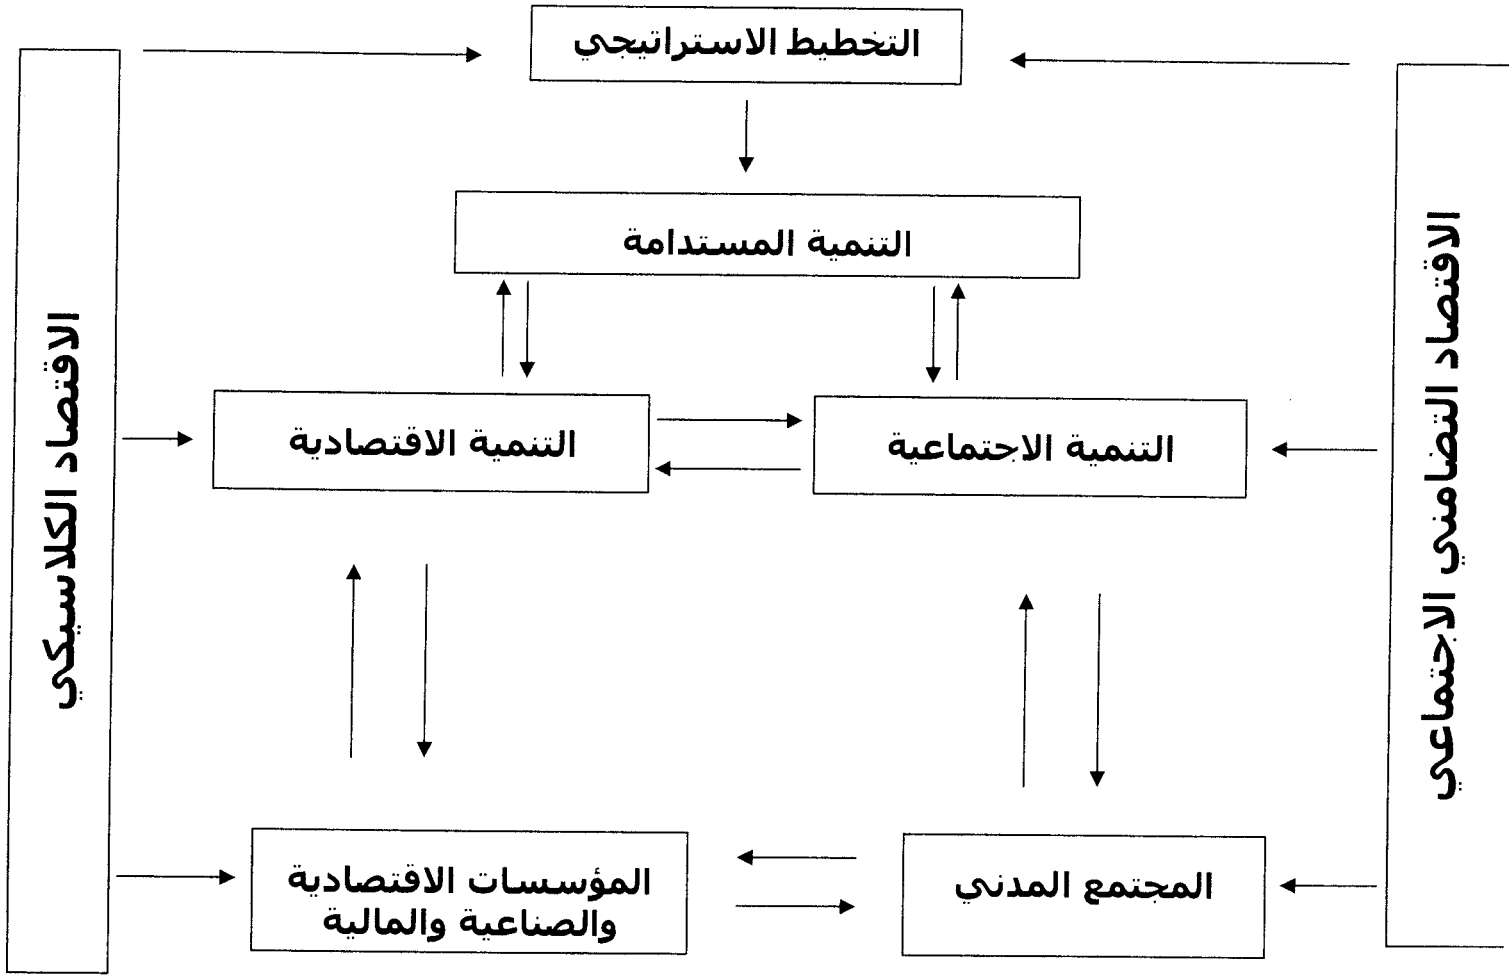 التخطيط الاستراتيجي
التنمية المستدامة
الاقتصاد التضامني الاجتماعي
الاقتصاد الكلاسيكي
التنمية الاجتماعية
التنمية الاقتصادية
المجتمع المدني
المؤسسات الاقتصادية
والصناعية والمالية